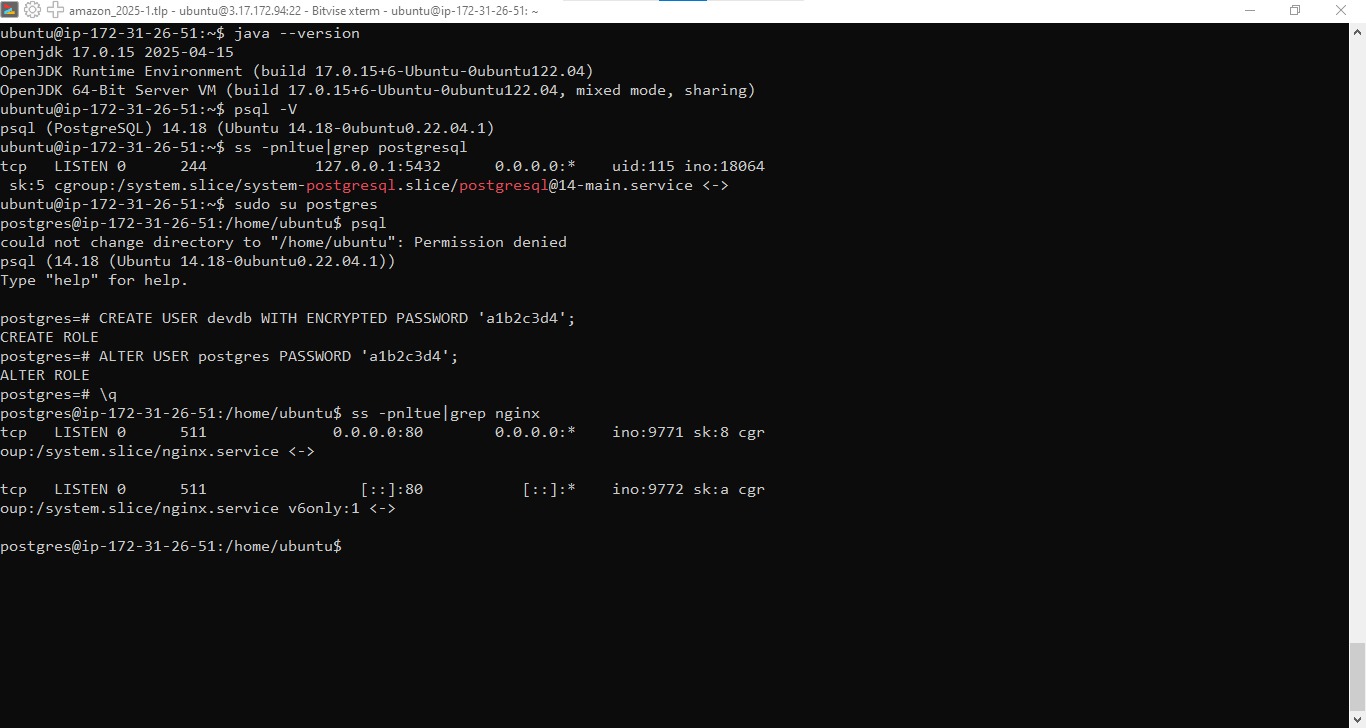 amazon_2025-1.tlp - ubuntu@3.17.172.94:22 - Bitvise xterm - ubuntu@ip-172-31-26-51: ~
ubuntu@ip-172-31-26-51:~$ java --version
openjdk 17.0.15 2025-04-15
OpenJDK Runtime Environment (build 17.0.15+6-Ubuntu-0ubuntu122.04)
OpenJDK 64-Bit Server VM (build 17.0.15+6-Ubuntu-0ubuntu122.04, mixed mode, sharing)
ubuntu@ip-172-31-26-51:~$ psql -V
psql (PostgreSQL) 14.18 (Ubuntu 14.18-0ubuntu0.22.04.1)
ubuntu@ip-172-31-26-51:~$ ss -pnltue|grep postgresql
tcp   LISTEN 0      244            127.0.0.1:5432      0.0.0.0:*    uid:115 ino:18064
 sk:5 cgroup:/system.slice/system-postgresql.slice/postgresql@14-main.service <->
ubuntu@ip-172-31-26-51:~$ sudo su postgres
postgres@ip-172-31-26-51:/home/ubuntu$ psql
could not change directory to "/home/ubuntu": Permission denied
psql (14.18 (Ubuntu 14.18-0ubuntu0.22.04.1))
Type "help" for help.
postgres=# CREATE USER devdb WITH ENCRYPTED PASSWORD 'a1b2c3d4';
CREATE ROLE
postgres=# ALTER USER postgres PASSWORD 'a1b2c3d4';
ALTER ROLE
postgres=# \q
postgres@ip-172-31-26-51:/home/ubuntu$ ss -pnltue|grep nginx
tcp   LISTEN 0      511              0.0.0.0:80        0.0.0.0:*    ino:9771 sk:8 cgr
oup:/system.slice/nginx.service <->
tcp   LISTEN 0      511                 [::]:80           [::]:*    ino:9772 sk:a cgr
oup:/system.slice/nginx.service v6only:1 <->
postgres@ip-172-31-26-51:/home/ubuntu$